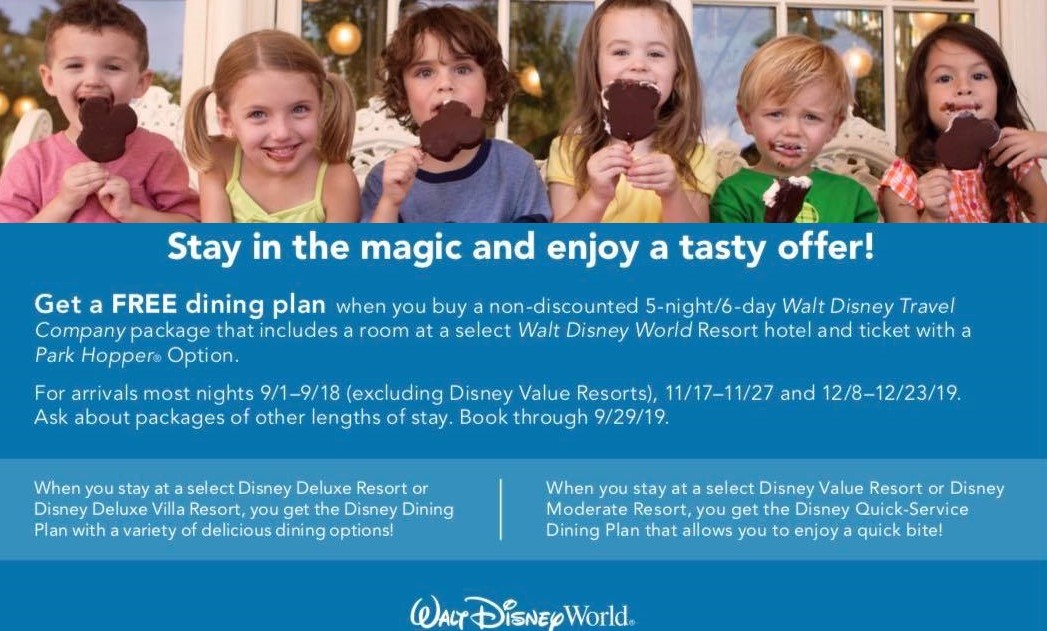 Stay in the magic and enjoy a tasty offer!
Get a FREE dining plan when you buy a non-discounted 5-night/6-day Walt Disney Travel
Company package that includes a room at a select Walt Disney World Resort hotel and ticket with a
Park Hopper® Option.
For arrivals most nights 9/1–9/18 (excluding Disney Value Resorts), 11/17–11/27 and 12/8–12/23/19.
Ask about packages of other lengths of stay. Book through 9/29/19.
When you stay at a select Disney Deluxe Resort or
Disney Deluxe Villa Resort, you get the Disney Dining
Plan with a variety of delicious dining options!
When you stay at a select Disney Value Resort or Disney
Moderate Resort, you get the Disney Quick-Service
Dining Plan that allows you to enjoy a quick bite!
WALT DISNEY World®